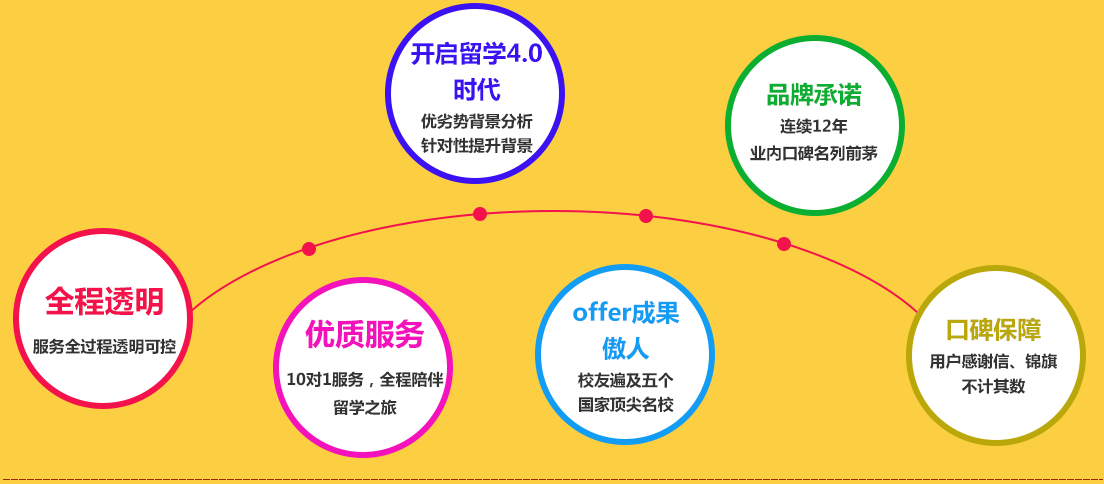 全程透明
服务全过程透明可控
优质服务
10对1服务，全程陪伴
留学之旅
开启留学4.0
时代
优劣势背景分析
针对性提升背景
offer成果
傲人
校友遍及五个
国家顶尖名校
品牌承诺
连续12年
业内口碑名列前茅
口碑保障
用户感谢信、锦旗
不计其数